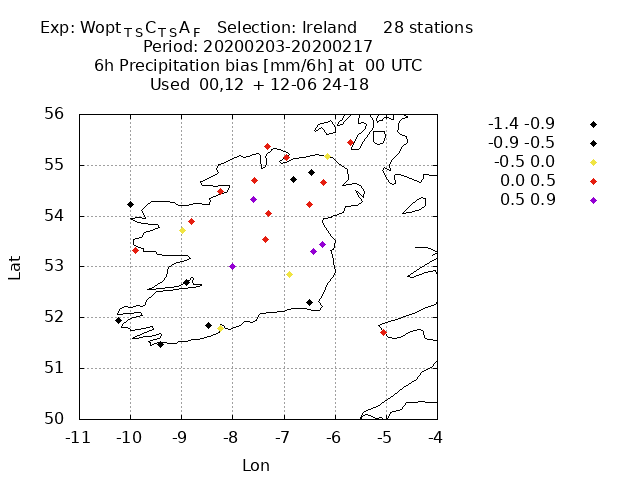 Exp: Wopt_TS C_TS A_F Selection: Ireland 28 stations
Period: 20200203-20200217
6h Precipitation bias [mm/6h] at 00 UTC
Used 00,12 + 12-06 24-18
-1.4 -0.9
-0.9 -0.5
-0.5 0.0
0.0 0.5
0.5 0.9
56
55
54
53
52
51
50
Lat
-11 -10 -9 -8 -7 -6 -5 -4
Lon